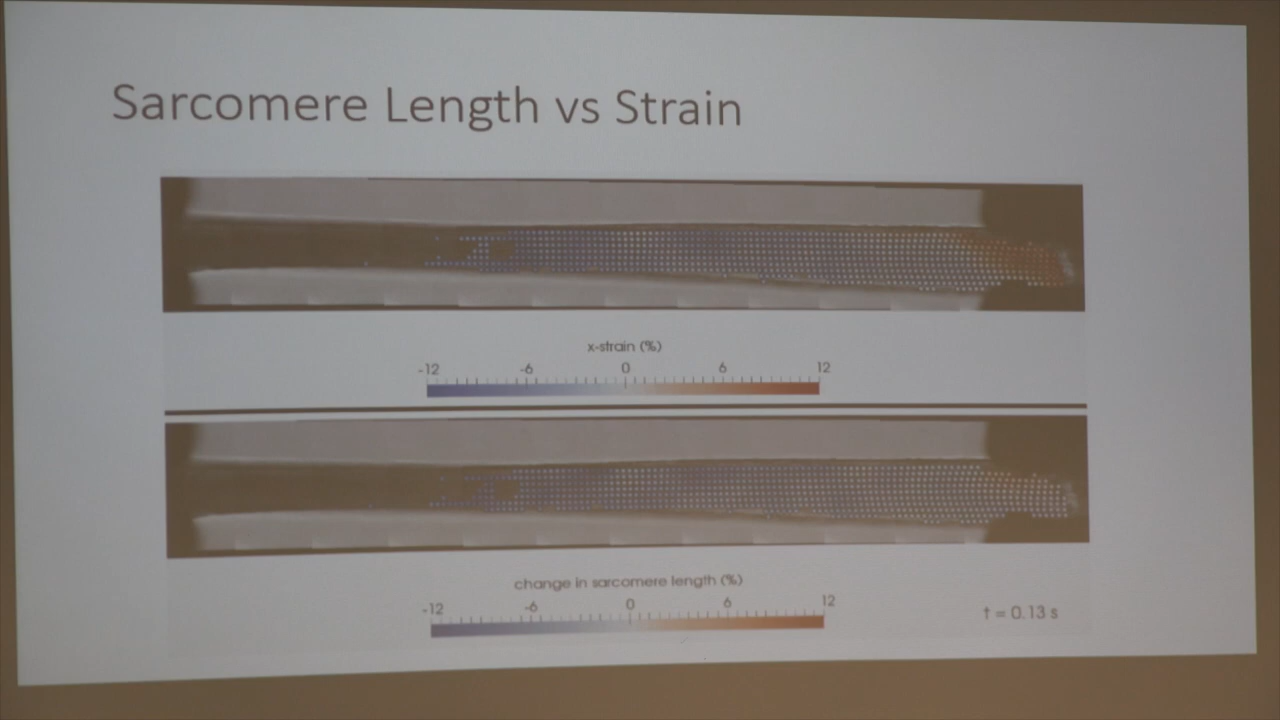 Sarcomere Length vs Strain
x-strain (%)
-12 -6 0 6 12
change in sarcomere length (%)
-12 -6 0 6 12
t = 0.13 s